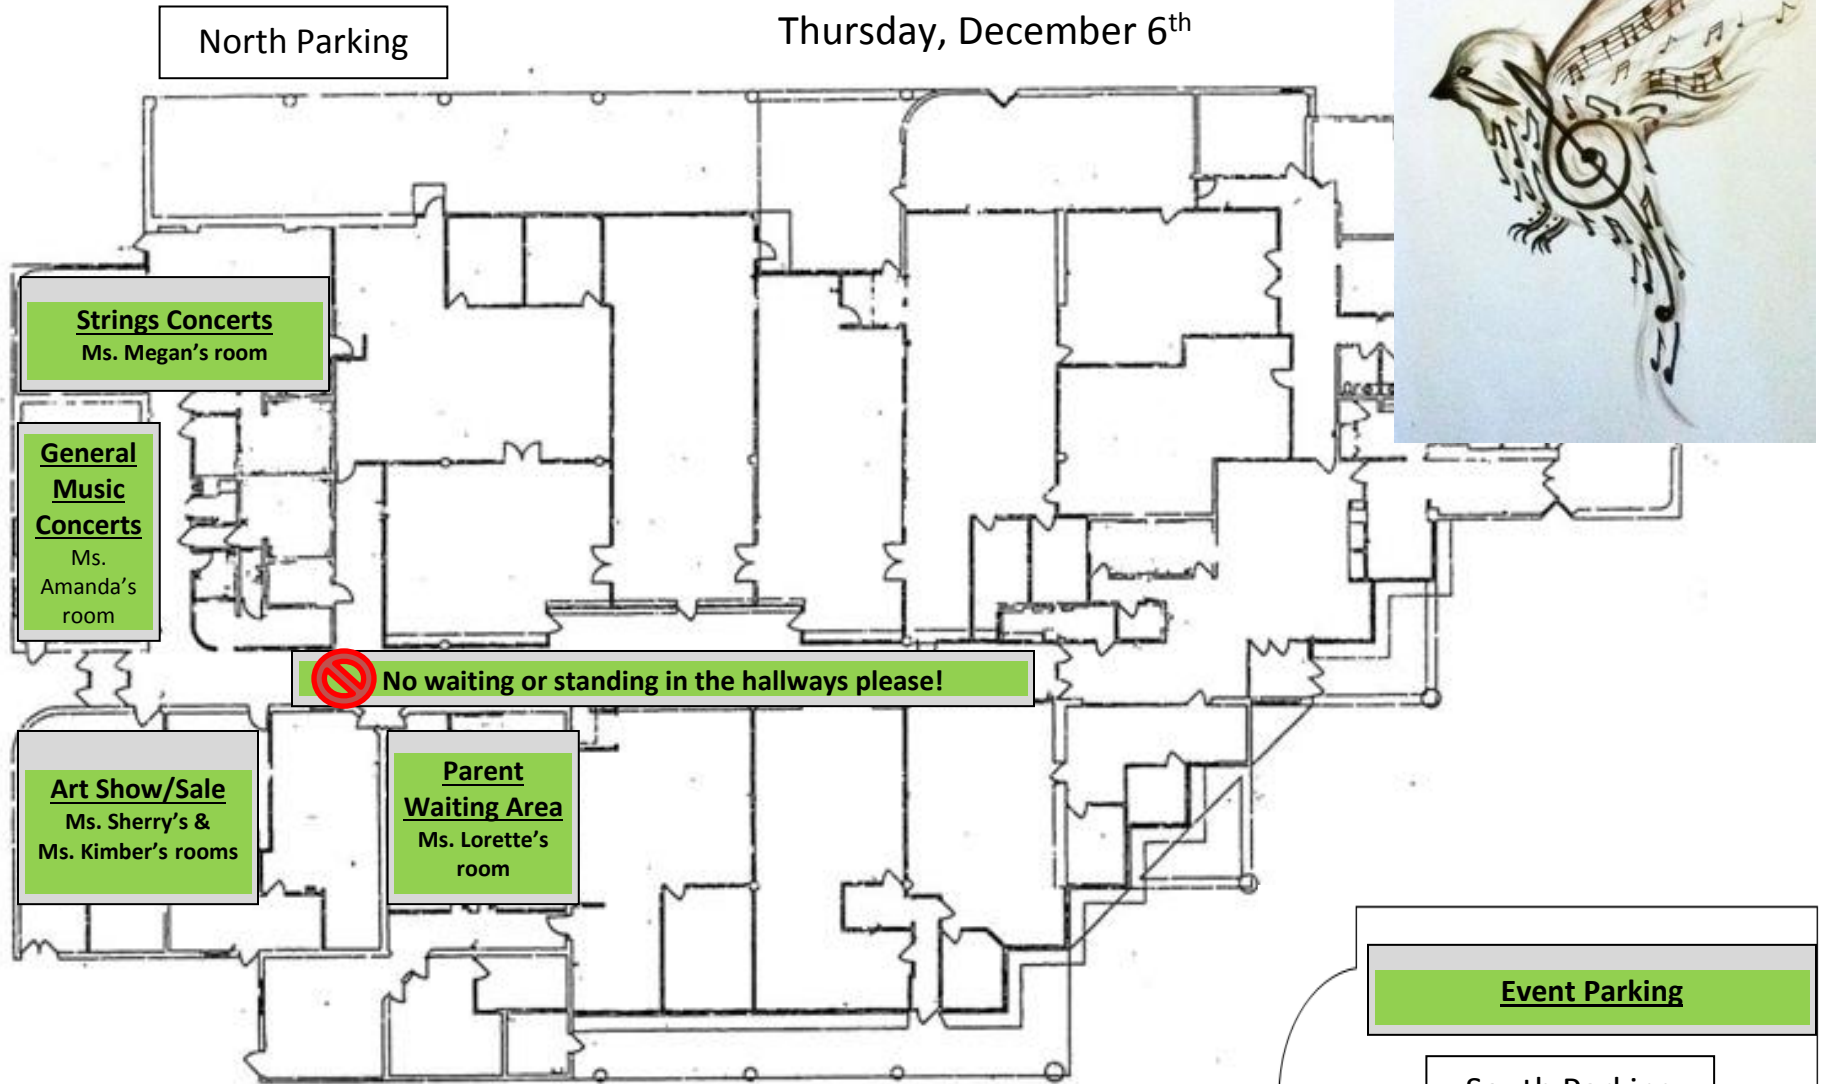 North Parking
Thursday, December 6th
Strings Concerts
Ms. Megan’s room
General
Music
Concerts
Ms.
Amanda’s
room
No waiting or standing in the hallways please!
Art Show/Sale
Ms. Sherry’s &
Ms. Kimber’s rooms
Parent
Waiting Area
Ms. Lorette’s
room
Event Parking
South Parking